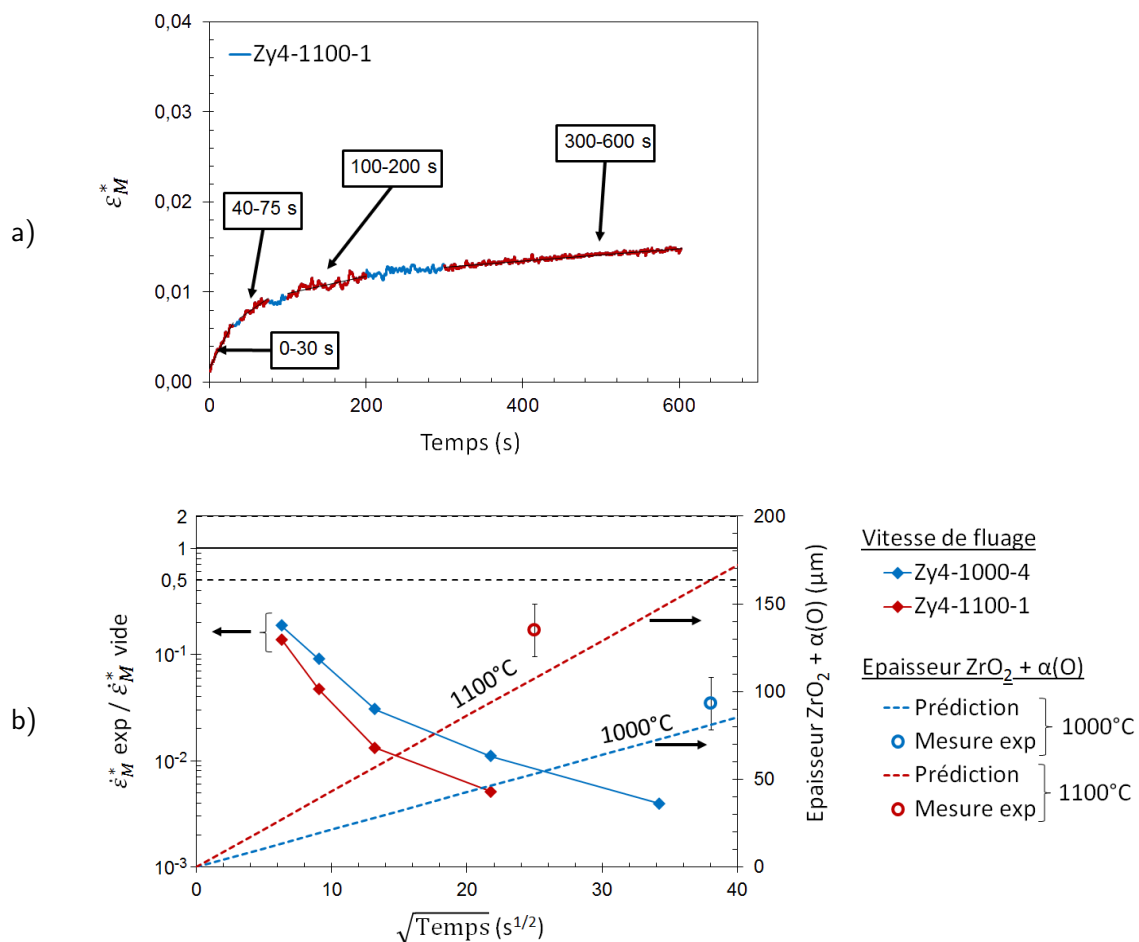 a)
0,04
0,03
0,02
0,01
0,00
ε*M
Zy4-1100-1
300-600 s
100-200 s
40-75 s
0-30 s
0 200 400 600
Temps (s)
b)
2
1
0,5
10⁻¹
10⁻²
10⁻³
ε̇*M exp / ε̇*M vide
1100°C
1000°C
200
150
100
50
0
Epaisseur ZrO₂ + α(O) (μm)
0 10 20 30 40
√Temps (s¹/²)
Vitesse de fluage
Zy4-1000-4
Zy4-1100-1
Epaisseur ZrO₂ + α(O)
Prédiction
Mesure exp
1000°C
Prédiction
Mesure exp
1100°C